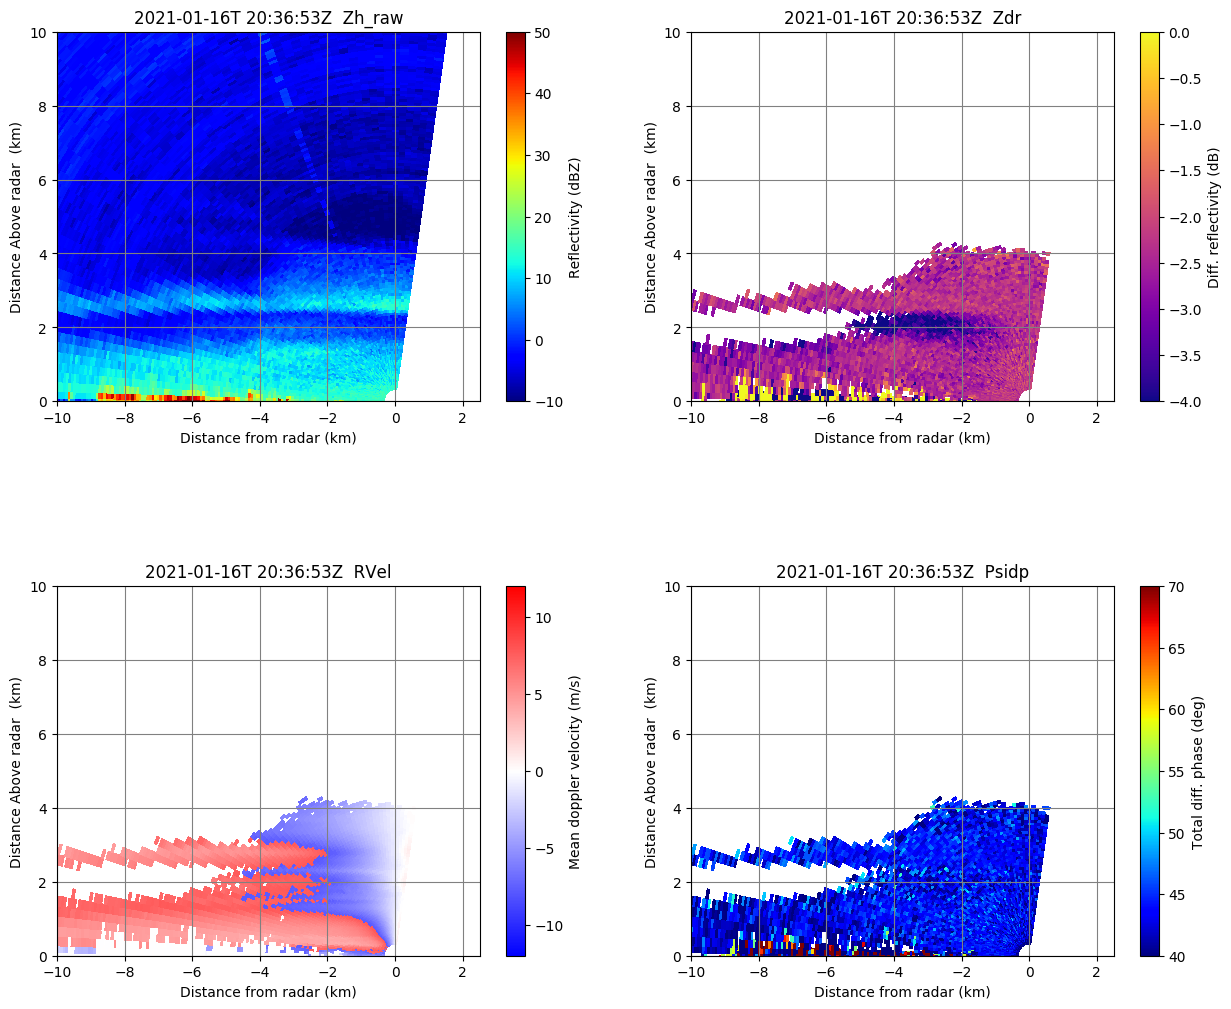 2021-01-16T 20:36:53Z  Zh_raw
10
8
6
4
2
0
Distance Above radar  (km)
−10 −8 −6 −4 −2 0 2
Distance from radar (km)
50
40
30
20
10
0
−10
Reflectivity (dBZ)
2021-01-16T 20:36:53Z  Zdr
10
8
6
4
2
0
Distance Above radar  (km)
−10 −8 −6 −4 −2 0 2
Distance from radar (km)
0.0
−0.5
−1.0
−1.5
−2.0
−2.5
−3.0
−3.5
−4.0
Diff. reflectivity (dB)
2021-01-16T 20:36:53Z  RVel
10
8
6
4
2
0
Distance Above radar  (km)
−10 −8 −6 −4 −2 0 2
Distance from radar (km)
10
5
0
−5
−10
Mean doppler velocity (m/s)
2021-01-16T 20:36:53Z  Psidp
10
8
6
4
2
0
Distance Above radar  (km)
−10 −8 −6 −4 −2 0 2
Distance from radar (km)
70
65
60
55
50
45
40
Total diff. phase (deg)